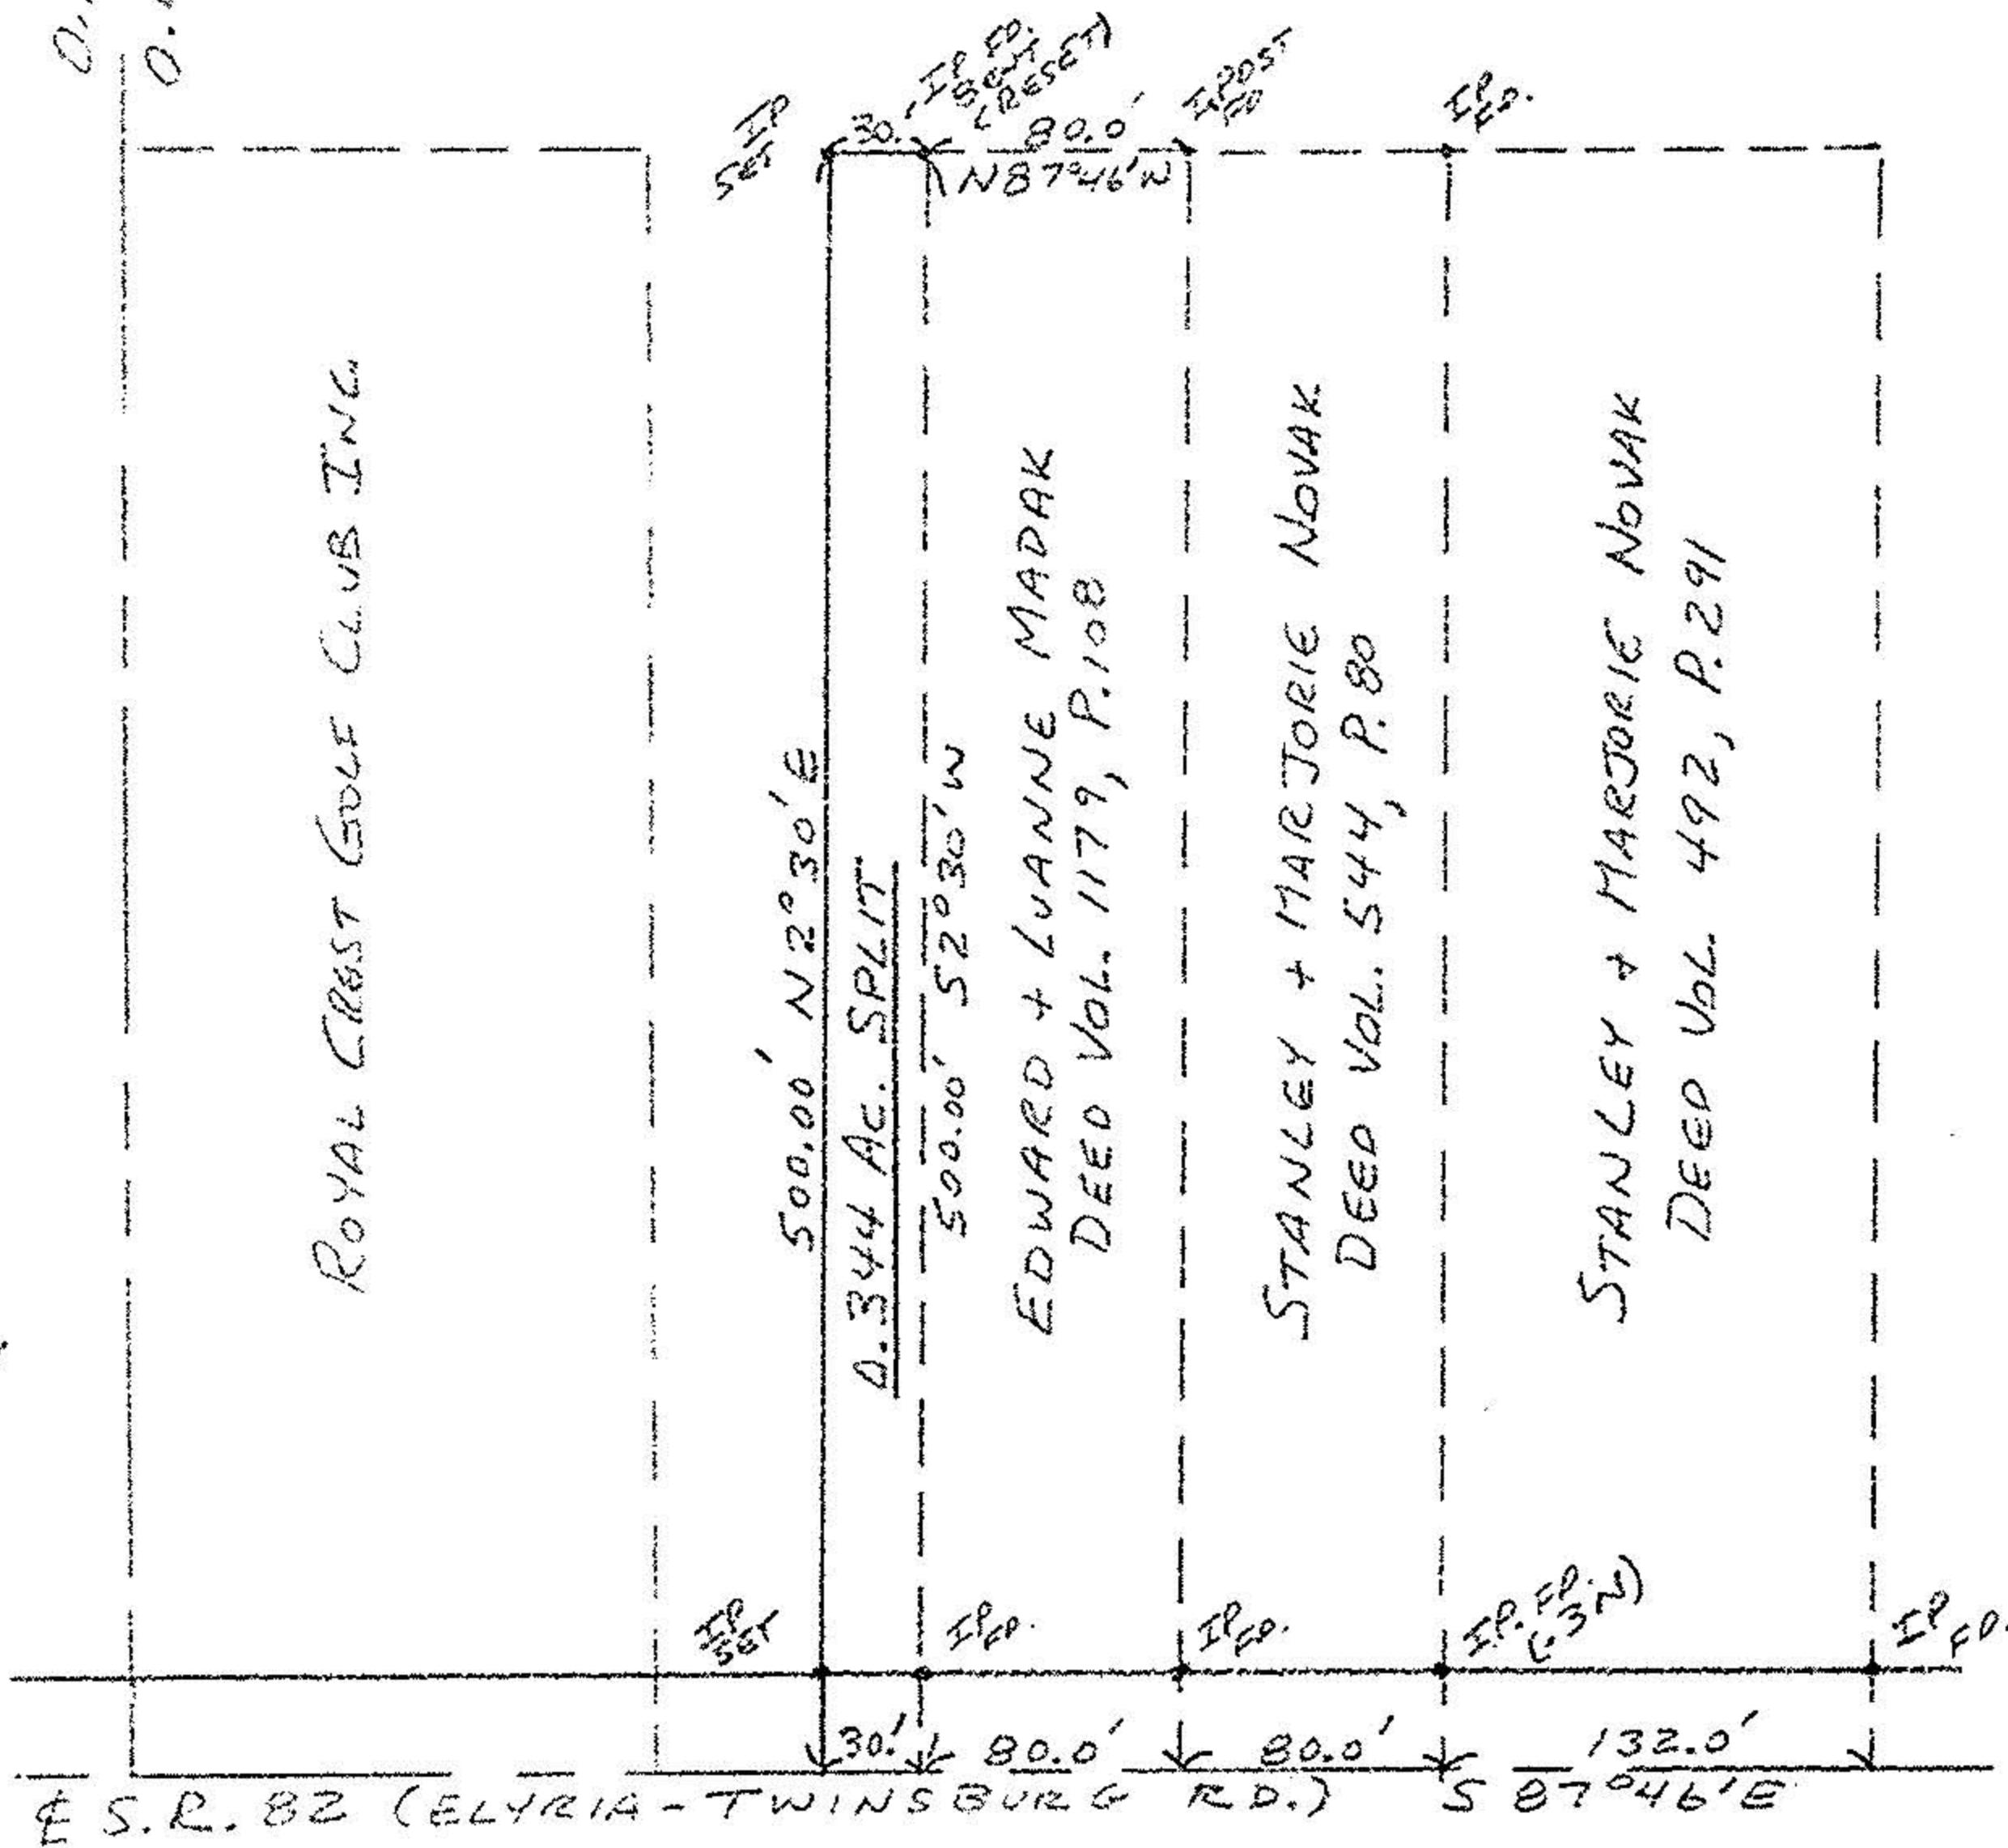 0.
0.
IP SET
30.'
IP FD.
(RESET)
80.0'
N87°46'W
I. POST
FD
IP FD.
ROYAL CREST GOLF CLUB INC
500.00' N2°30'E
0.344 AC. SPLIT
500.00' S2°30'W
EDWARD + LUANNE MADAK
DEED VOL. 1179, P.108
STANLEY + MARJORIE NOVAK
DEED VOL. 544, P.80
STANLEY + MARJORIE NOVAK
DEED VOL. 492, P.291
IP SET
IP FD.
IP FD.
IP. FD.
(.3'N)
IP FD.
30.'
80.0'
80.0'
132.0'
℄ S.R. 82 (ELYRIA-TWINSBURG RD.) S 87°46'E